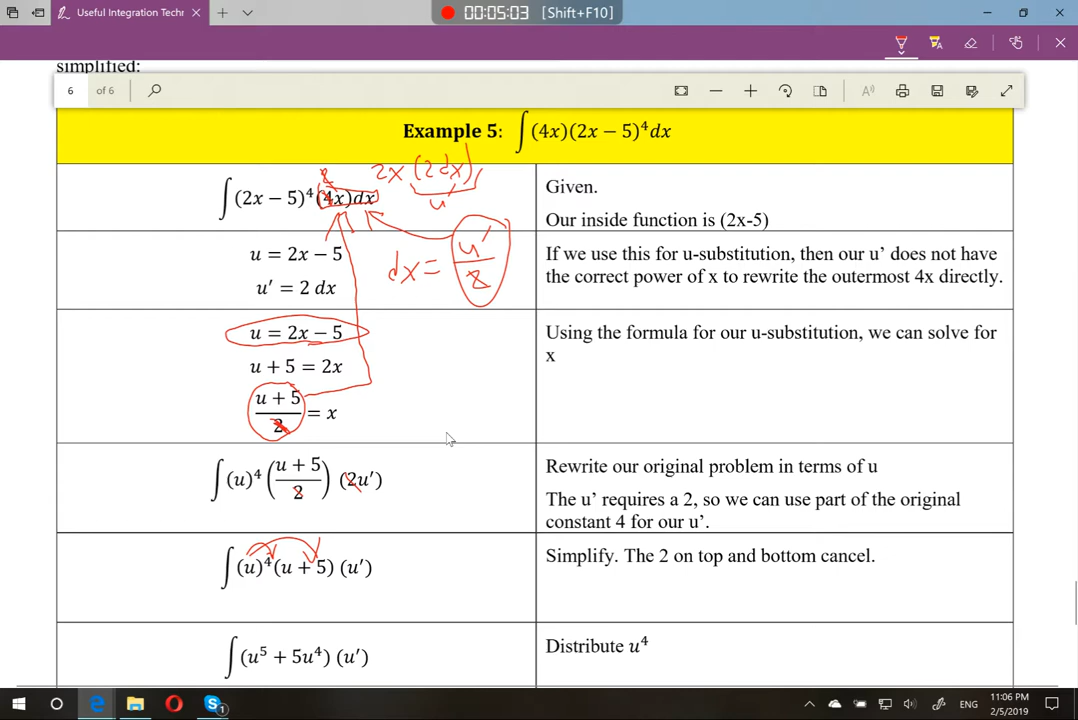 Useful Integration Techr
00:05:03 [Shift+F10]
simplified:
6 of 6
Example 5: ∫(4x)(2x − 5)⁴dx
2x (2dx)
u'
2
∫(2x − 5)⁴(4x)dx
Given.
Our inside function is (2x-5)
u = 2x − 5
u' = 2 dx
dx = u'/2
If we use this for u-substitution, then our u' does not have
the correct power of x to rewrite the outermost 4x directly.
u = 2x − 5
u + 5 = 2x
(u + 5)/2 = x
Using the formula for our u-substitution, we can solve for
x
∫(u)⁴((u + 5)/2)(2u')
Rewrite our original problem in terms of u
The u' requires a 2, so we can use part of the original
constant 4 for our u'.
∫(u)⁴(u + 5) (u')
Simplify. The 2 on top and bottom cancel.
∫(u⁵ + 5u⁴) (u')
Distribute u⁴
1
ENG
11:06 PM
2/5/2019